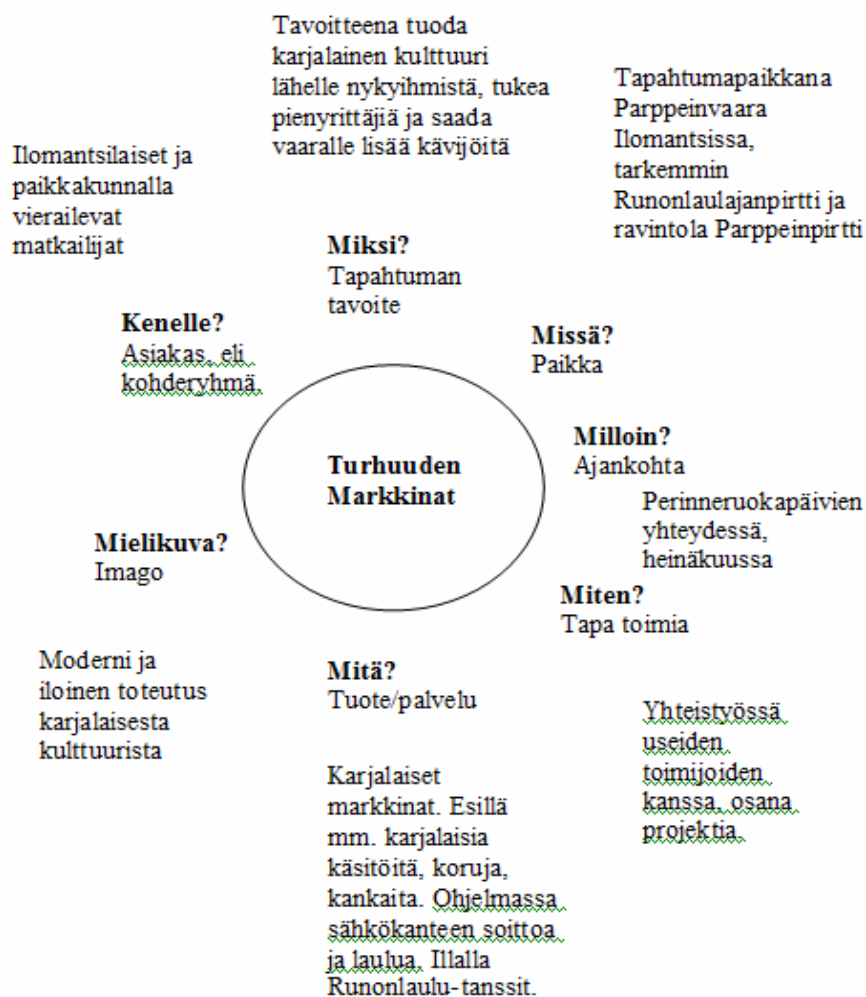 Tavoitteena tuoda
karjalainen kulttuuri
lähelle nykyihmistä, tukea
pienyrittäjiä ja saada
vaaralle lisää kävijöitä
Tapahtumapaikkana
Parppeinvaara
Ilomantsissa,
tarkemmin
Runonlaulajanpirtti ja
ravintola Parppeinpirtti
Ilomantsilaiset ja
paikkakunnalla
vierailevat
matkailijat
Miksi?
Tapahtuman
tavoite
Kenelle?
Asiakas, eli
kohderyhmä.
Missä?
Paikka
Milloin?
Ajankohta
Perinneruokapäivien
yhteydessä,
heinäkuussa
Turhuuden
Markkinat
Mielikuva?
Imago
Moderni ja
iloinen toteutus
karjalaisesta
kulttuurista
Miten?
Tapa toimia
Yhteistyössä
useiden
toimijoiden
kanssa, osana
projektia.
Mitä?
Tuote/palvelu
Karjalaiset
markkinat. Esillä
mm. karjalaisia
käsitöitä, koruja,
kankaita. Ohjelmassa
sähkökanteen soittoa
ja laulua. Illalla
Runonlaulu-tanssit.